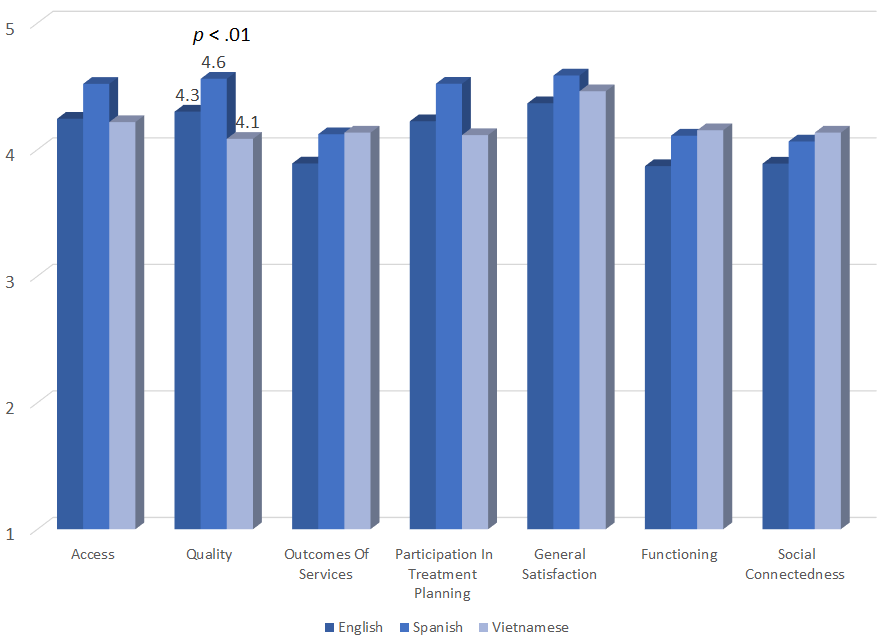 5
p < .01
4.6
4.3
4.1
4
3
2
1
Access
Quality
Outcomes Of
Services
Participation In
Treatment
Planning
General
Satisfaction
Functioning
Social
Connectedness
English Spanish Vietnamese